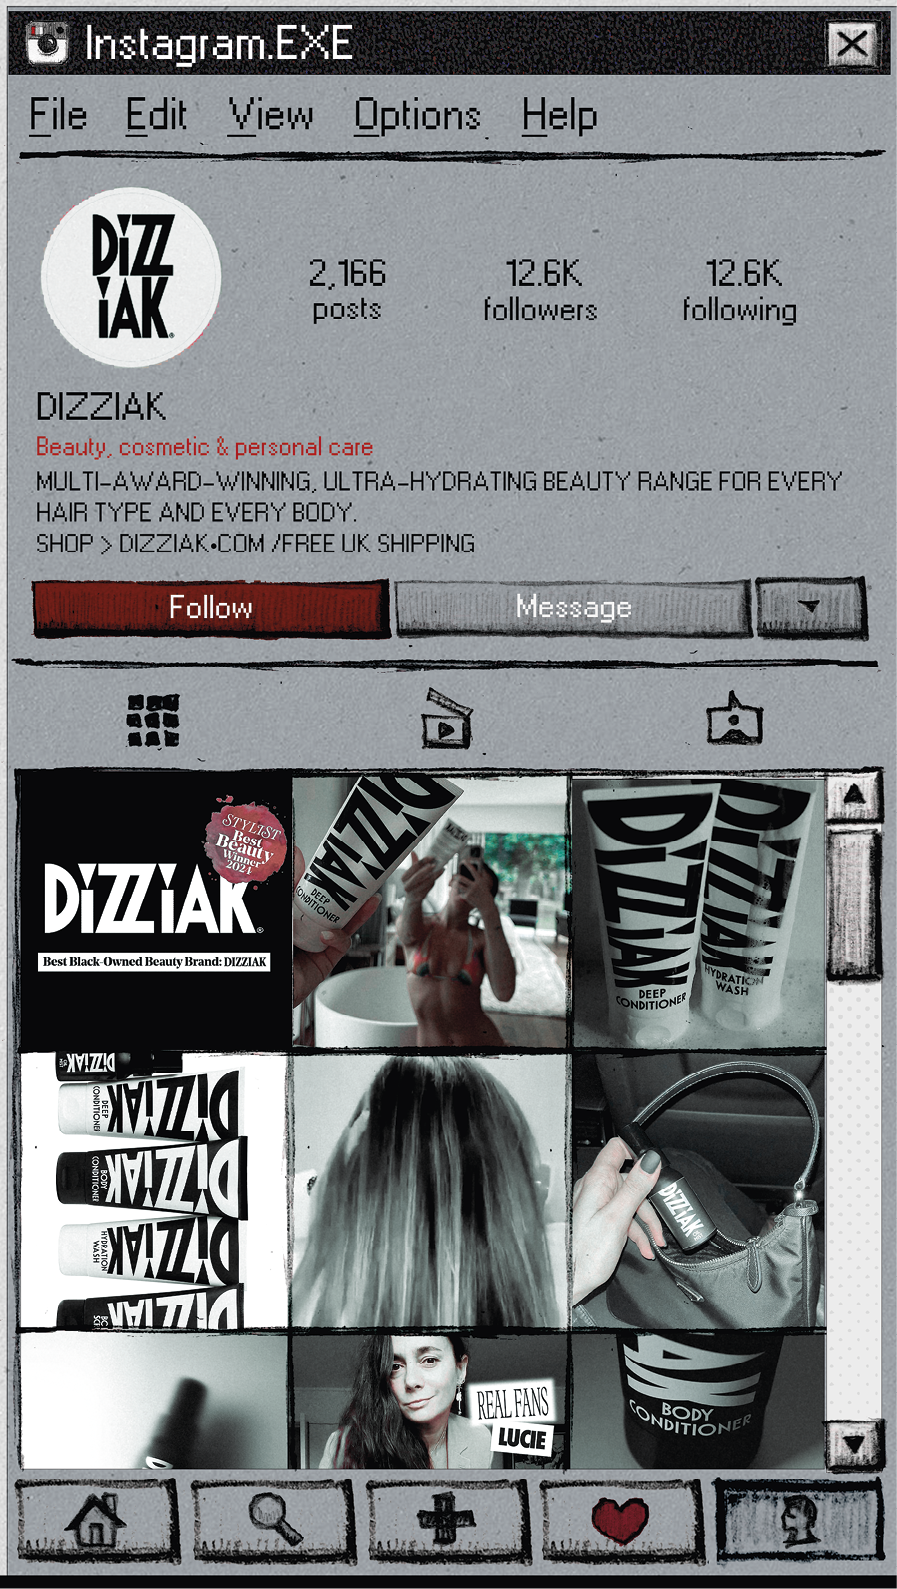 Instagram.EXE
File Edit View Options Help
DiZZ
iAK®
2,166
posts
12.6K
followers
12.6K
following
DIZZIAK
Beauty, cosmetic & personal care
MULTI-AWARD-WINNING, ULTRA-HYDRATING BEAUTY RANGE FOR EVERY
HAIR TYPE AND EVERY BODY.
SHOP > DIZZIAK•COM /FREE UK SHIPPING
Follow
Message
STYLIST
Best
Beauty
Winner
2021
DiZZiAK®
Best Black-Owned Beauty Brand: DIZZIAK
DiZZiAK
DEEP
CONDITIONER
DiZZiAK
DEEP
CONDITIONER
DiZZiAK
HYDRATION
WASH
DiZZiAK
DiZZiAK
DEEP
CONDITIONER
DiZZiAK
BODY
CONDITIONER
DiZZiAK
HYDRATION
WASH
DiZZiAK
DiZZiAK
REAL FANS
LUCIE
BODY
CONDITIONER